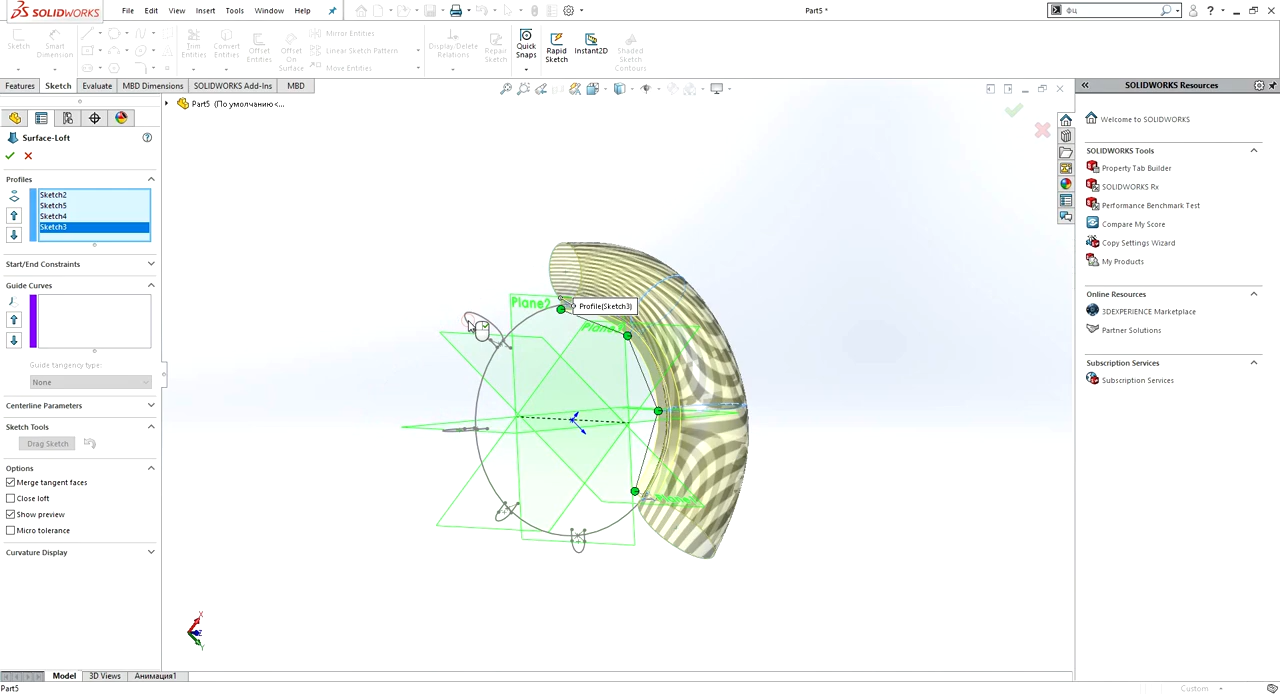 SOLIDWORKS
File Edit View Insert Tools Window Help
Part5 *
фц
Sketch
Smart Dimension
Trim Entities
Convert Entities
Offset Entities
Offset On Surface
Mirror Entities
Linear Sketch Pattern
Move Entities
Display/Delete Relations
Repair Sketch
Quick Snaps
Rapid Sketch
Instant2D
Shaded Sketch Contours
Features Sketch Evaluate MBD Dimensions SOLIDWORKS Add-Ins MBD
Part5 (По умолчанию <...
Surface-Loft
Profiles
Sketch2
Sketch5
Sketch4
Sketch3
Start/End Constraints
Guide Curves
Guide tangency type:
None
Centerline Parameters
Sketch Tools
Drag Sketch
Options
Merge tangent faces
Close loft
Show preview
Micro tolerance
Curvature Display
Plane2
Profile(Sketch3)
SOLIDWORKS Resources
Welcome to SOLIDWORKS
SOLIDWORKS Tools
Property Tab Builder
SOLIDWORKS Rx
Performance Benchmark Test
Compare My Score
Copy Settings Wizard
My Products
Online Resources
3DEXPERIENCE Marketplace
Partner Solutions
Subscription Services
Subscription Services
X
Y
Model 3D Views Анимация1
Part5
Custom